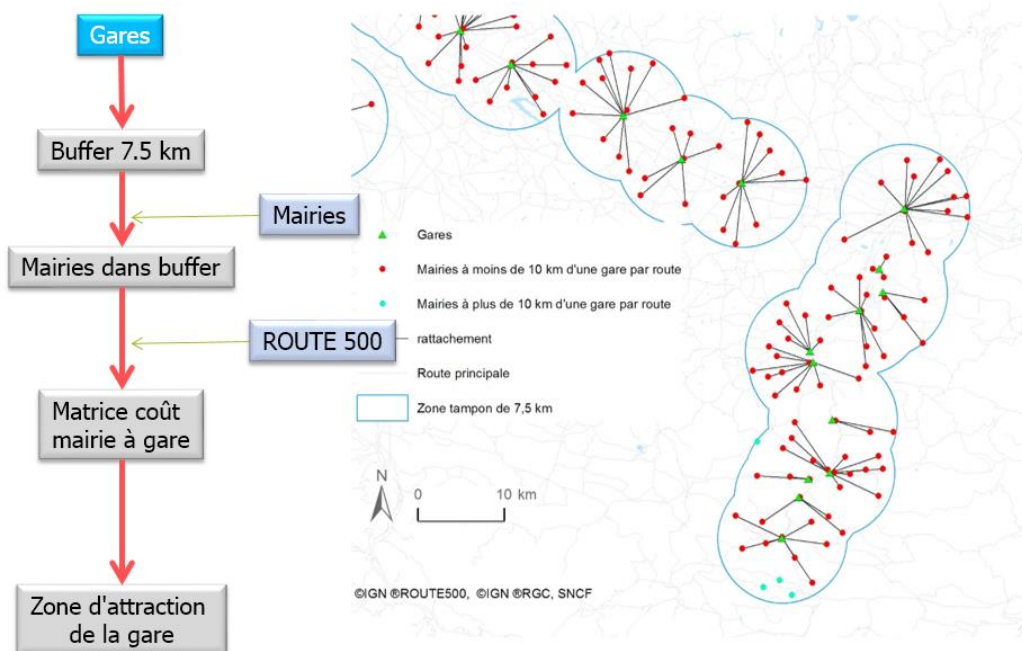 Gares
Buffer 7.5 km
Mairies
Mairies dans buffer
ROUTE 500
Matrice coût
mairie à gare
Zone d'attraction
de la gare
Gares
Mairies à moins de 10 km d'une gare par route
Mairies à plus de 10 km d'une gare par route
rattachement
Route principale
Zone tampon de 7,5 km
N
0 10 km
©IGN ®ROUTE500, ©IGN ®RGC, SNCF